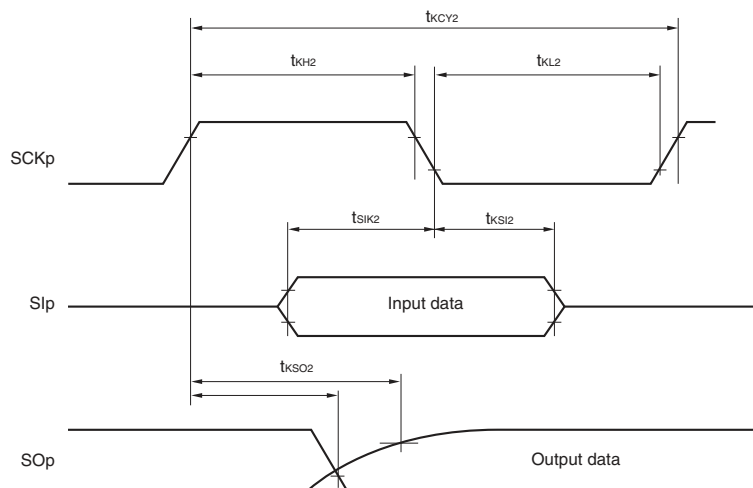 tKCY2
tKH2
tKL2
SCKp
tSIK2
tKSI2
SIp
Input data
tKSO2
SOp
Output data